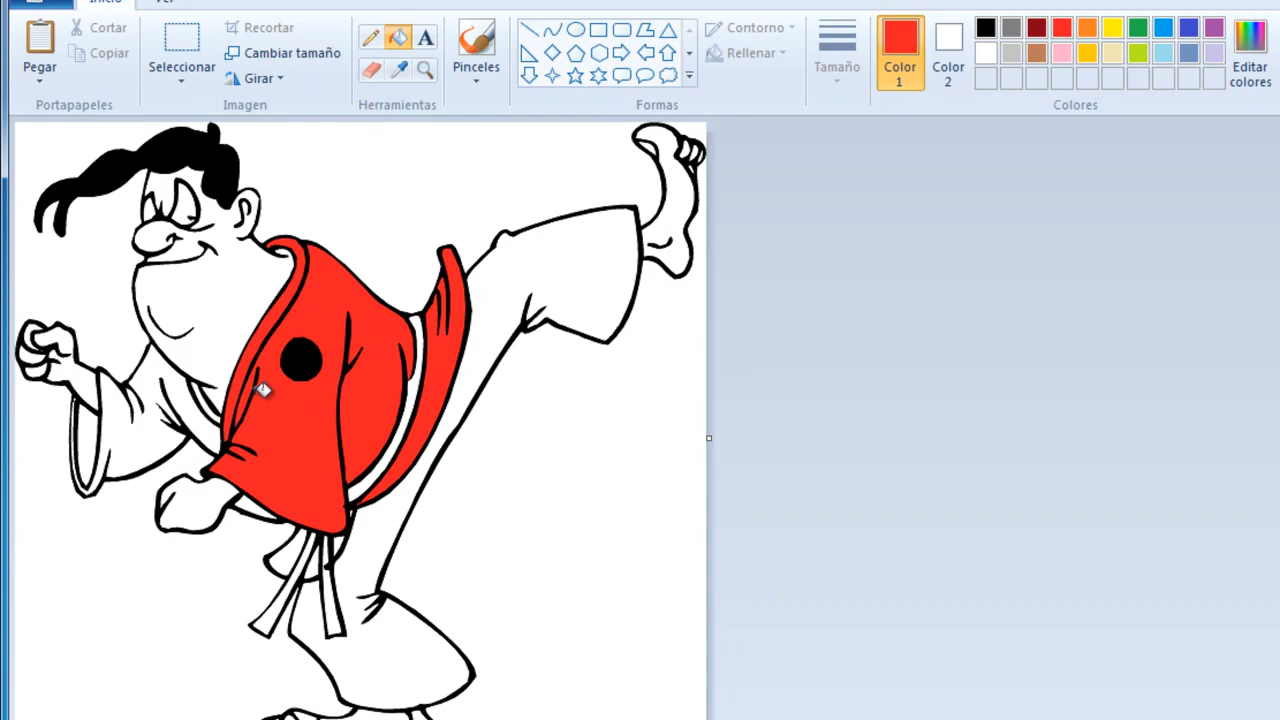 Inicio
Ver
Cortar
Copiar
Pegar
Portapapeles
Seleccionar
Recortar
Cambiar tamaño
Girar
Imagen
A
Herramientas
Pinceles
Formas
Contorno
Rellenar
Tamaño
Color
1
Color
2
Editar
colores
Colores